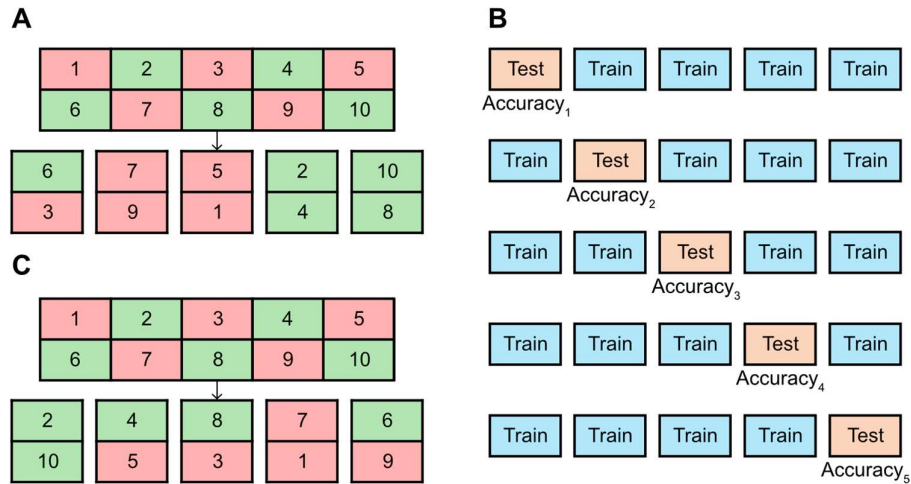 A
1 2 3 4 5
6 7 8 9 10
6 7 5 2 10
3 9 1 4 8
B
Test Train Train Train Train
Accuracy₁
Train Test Train Train Train
Accuracy₂
Train Train Test Train Train
Accuracy₃
Train Train Train Test Train
Accuracy₄
Train Train Train Train Test
Accuracy₅
C
1 2 3 4 5
6 7 8 9 10
2 4 8 7 6
10 5 3 1 9